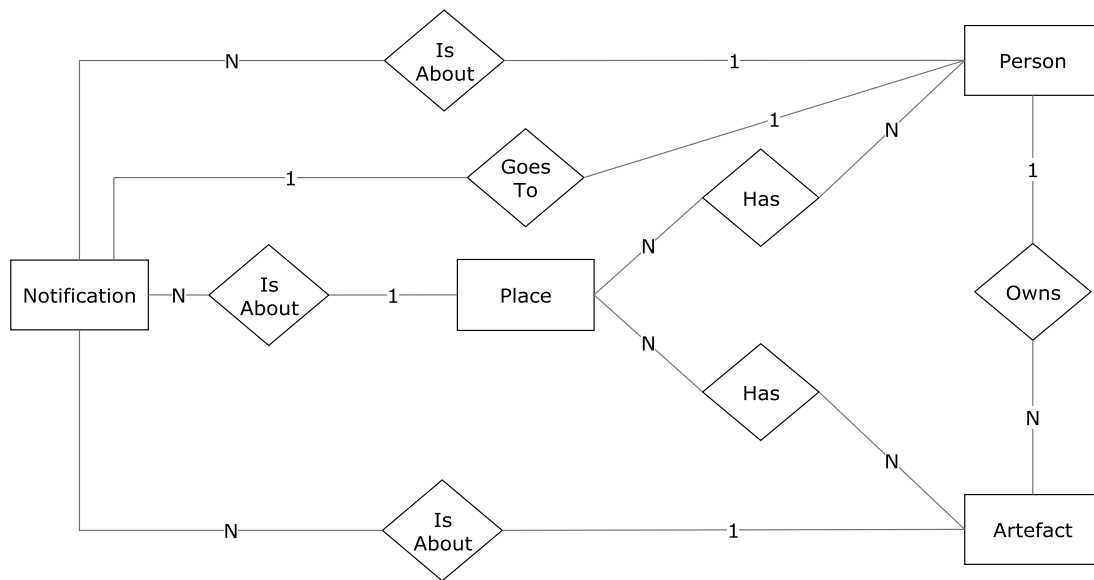 Is
About
N
1
Person
1
Goes
To
1
N
Has
1
N
Notification
N
Is
About
1
Place
Owns
N
Has
N
N
Is
About
N
1
Artefact